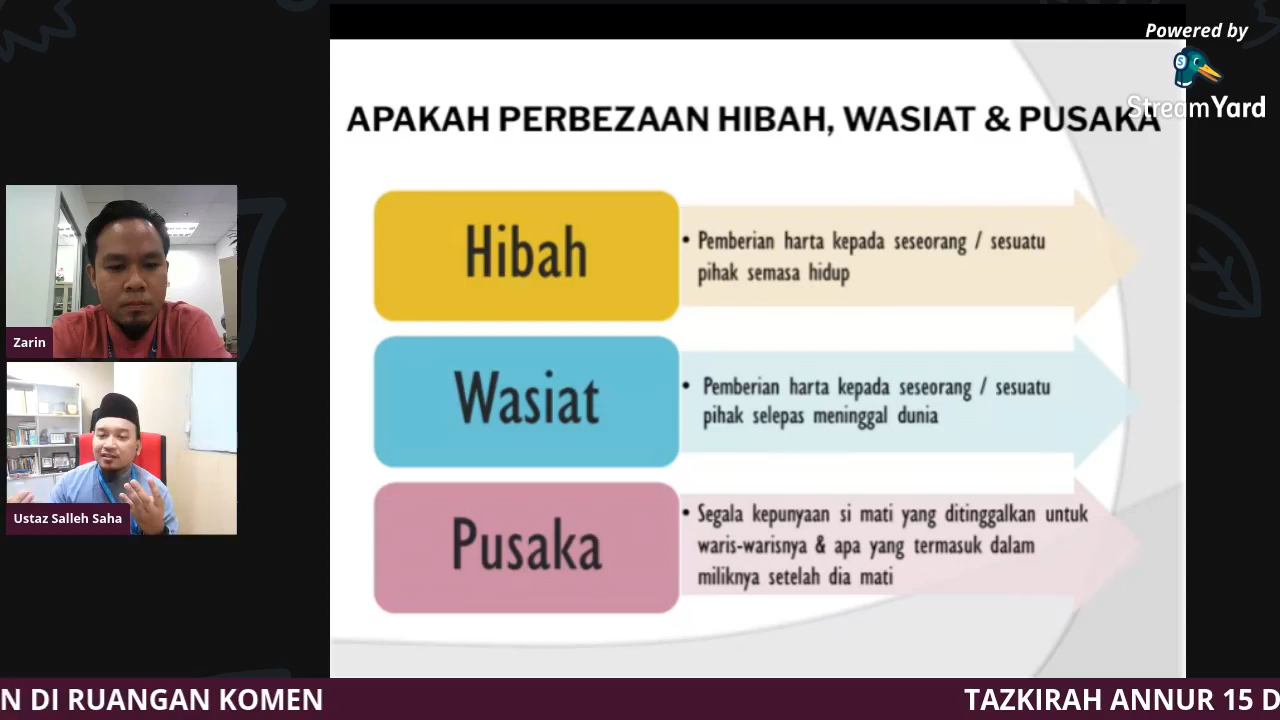 Powered by
StreamYard
APAKAH PERBEZAAN HIBAH, WASIAT & PUSAKA
Hibah
• Pemberian harta kepada seseorang / sesuatu
pihak semasa hidup
Wasiat
• Pemberian harta kepada seseorang / sesuatu
pihak selepas meninggal dunia
Pusaka
• Segala kepunyaan si mati yang ditinggalkan untuk
waris-warisnya & apa yang termasuk dalam
miliknya setelah dia mati
Zarin
Ustaz Salleh Saha
N DI RUANGAN KOMEN
TAZKIRAH ANNUR 15 D